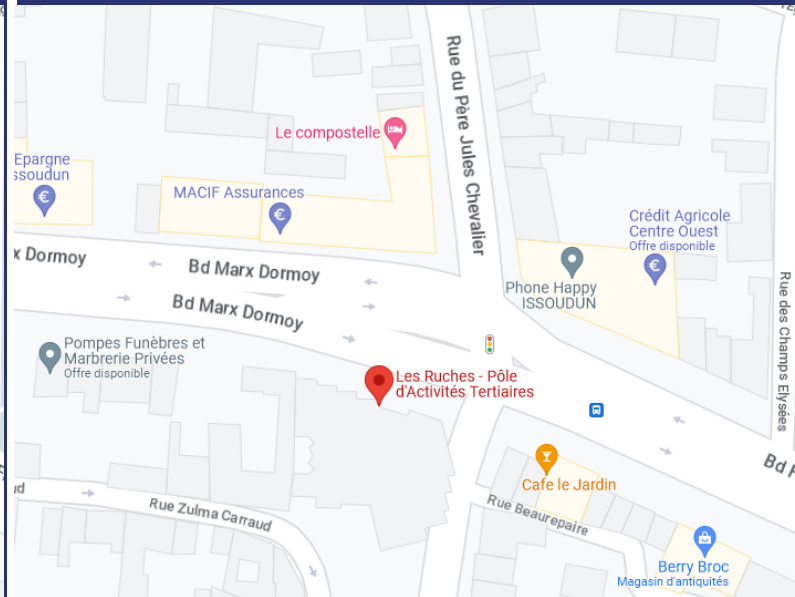 Rue du Père Jules Chevalier
Le compostelle
Epargne
ssoudun
MACIF Assurances
Crédit Agricole
Centre Ouest
Offre disponible
x Dormoy
Bd Marx Dormoy
Phone Happy
ISSOUDUN
Rue des Champs Elysées
Bd Marx Dormoy
Pompes Funèbres et
Marbrerie Privées
Offre disponible
Les Ruches - Pôle
d'Activités Tertiaires
Bd
Cafe le Jardin
ud
Rue Zulma Carraud
Rue Beaurepaire
Berry Broc
Magasin d'antiquités